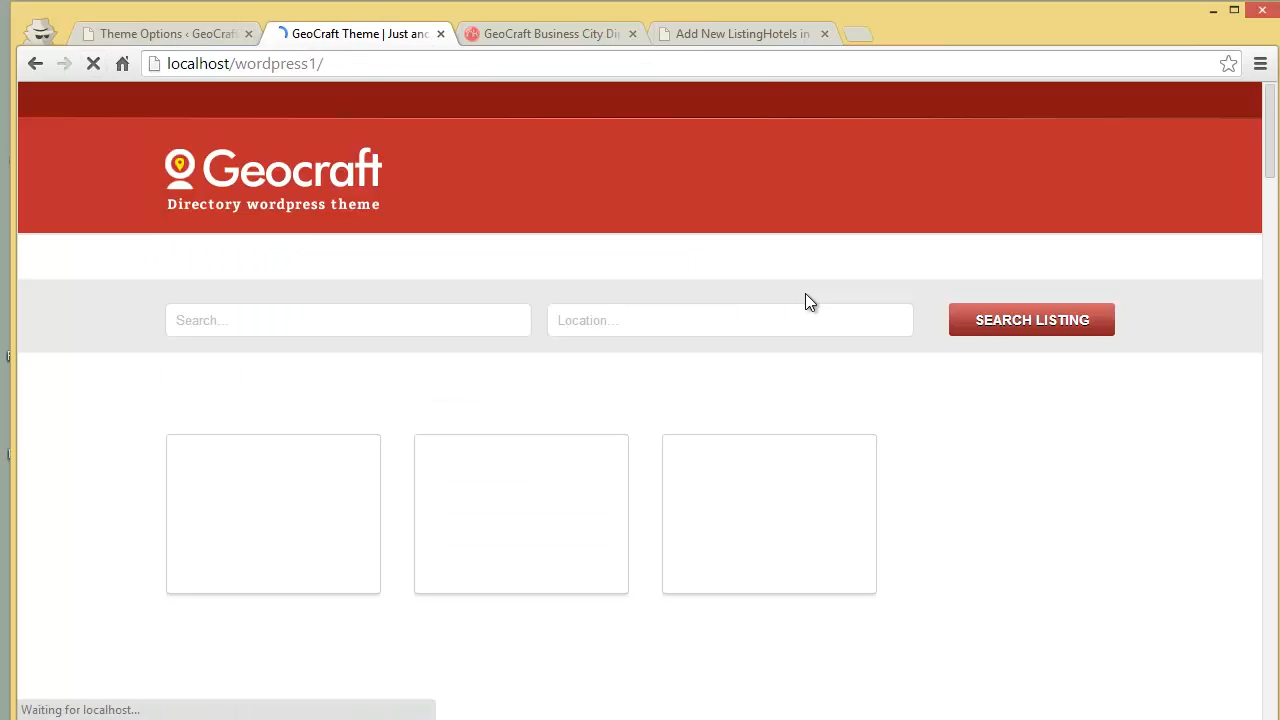 Theme Options ‹ GeoCraf
GeoCraft Theme | Just and
GeoCraft Business City Di
Add New ListingHotels in
localhost/wordpress1/
Geocraft
Directory wordpress theme
Search...
Location...
SEARCH LISTING
Waiting for localhost...